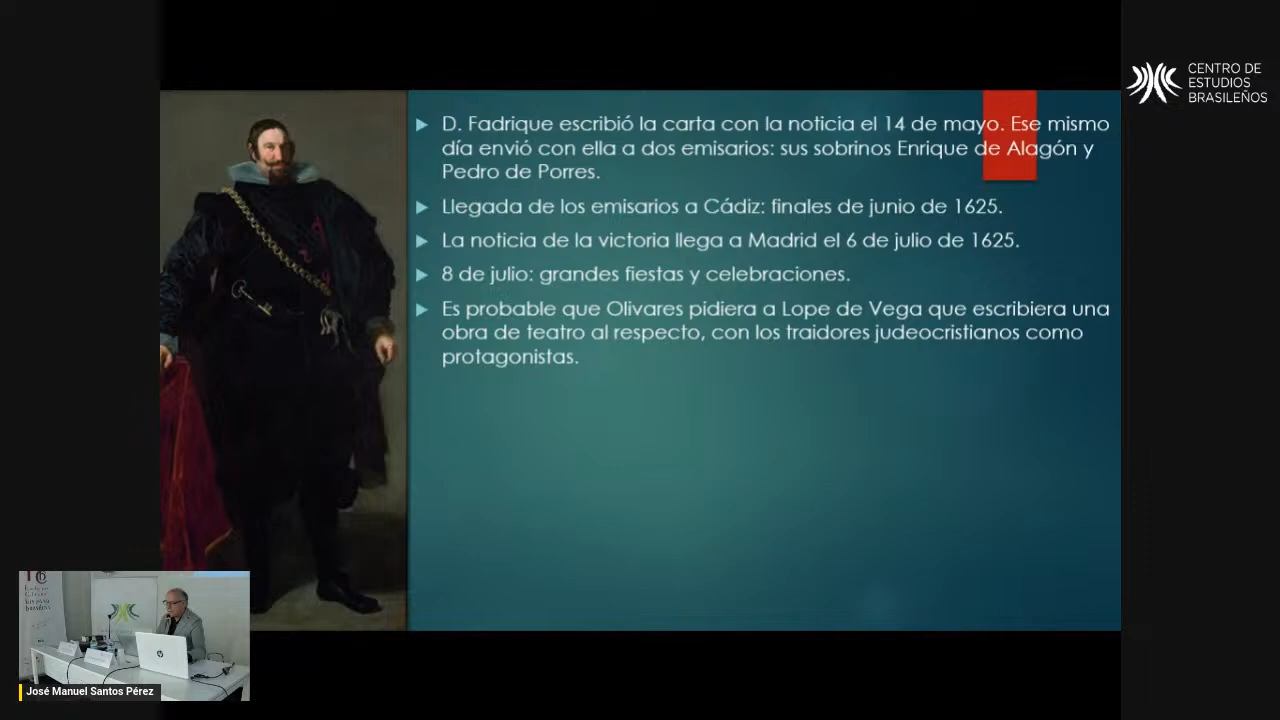 CENTRO DE
ESTUDIOS
BRASILEÑOS
D. Fadrique escribió la carta con la noticia el 14 de mayo. Ese mismo
día envió con ella a dos emisarios: sus sobrinos Enrique de Alagón y
Pedro de Porres.
Llegada de los emisarios a Cádiz: finales de junio de 1625.
La noticia de la victoria llega a Madrid el 6 de julio de 1625.
8 de julio: grandes fiestas y celebraciones.
Es probable que Olivares pidiera a Lope de Vega que escribiera una
obra de teatro al respecto, con los traidores judeocristianos como
protagonistas.
José Manuel Santos Pérez